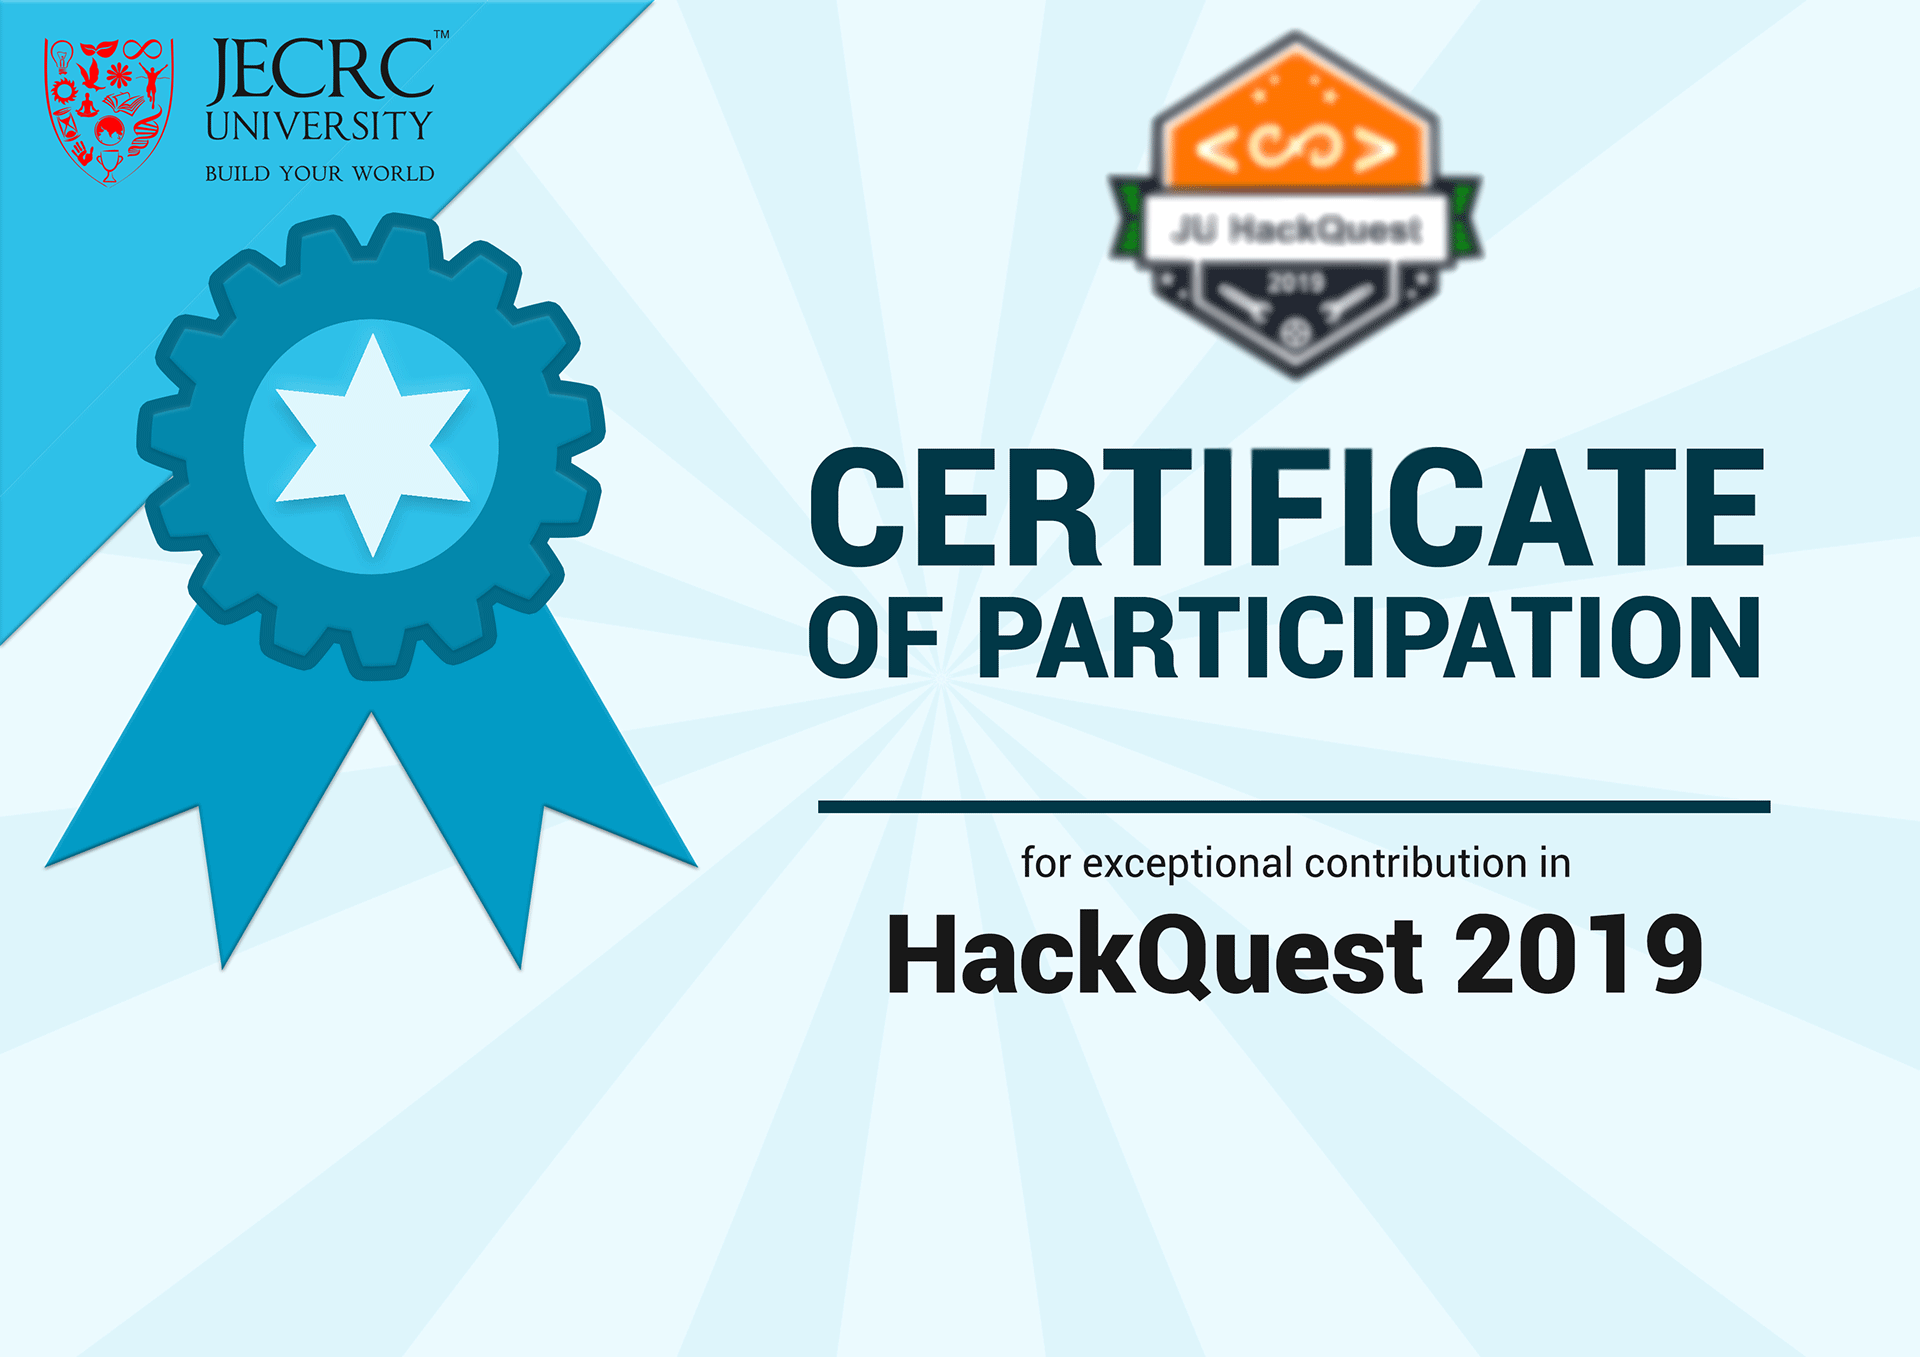 JECRC™
UNIVERSITY
BUILD YOUR WORLD
JU HackQuest
2019
CERTIFICATE
OF PARTICIPATION
for exceptional contribution in
HackQuest 2019